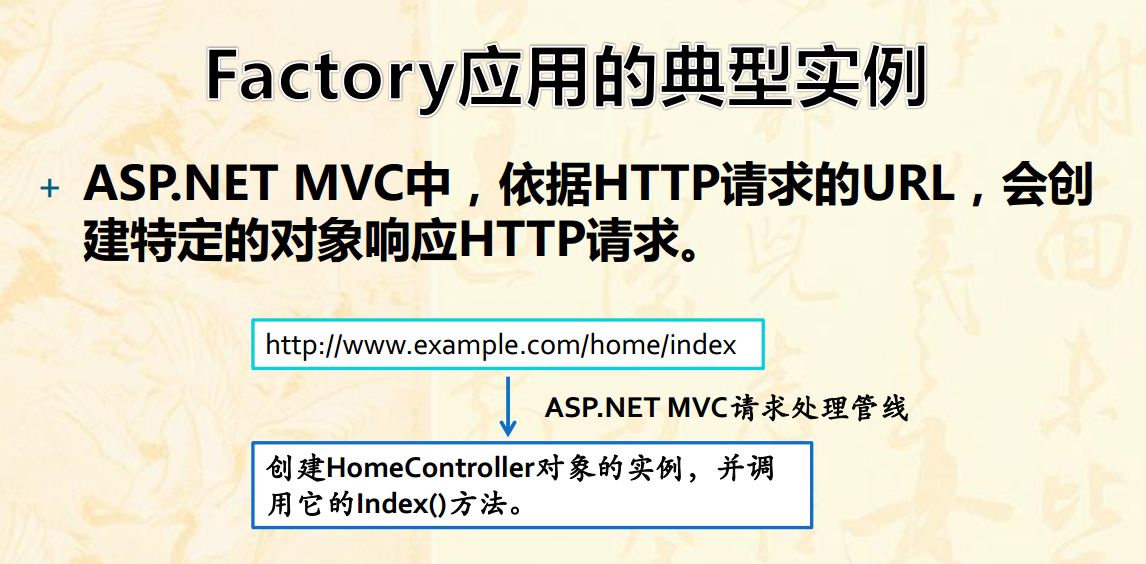 Factory应用的典型实例
+ ASP.NET MVC中，依据HTTP请求的URL，会创
建特定的对象响应HTTP请求。
http://www.example.com/home/index
ASP.NET MVC请求处理管线
创建HomeController对象的实例，并调
用它的Index()方法。